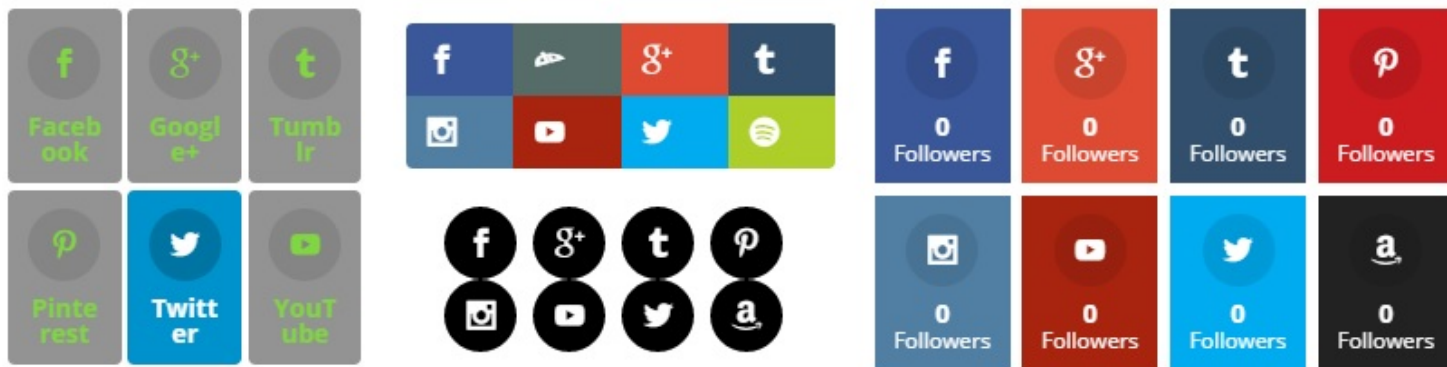 f g+ t
Faceb Googl Tumb
ook e+ lr
Pinte Twitt YouT
rest er ube
f g+ t
f g+ t
a
f g+ t
0 0 0 0
Followers Followers Followers Followers
a
0 0 0 0
Followers Followers Followers Followers